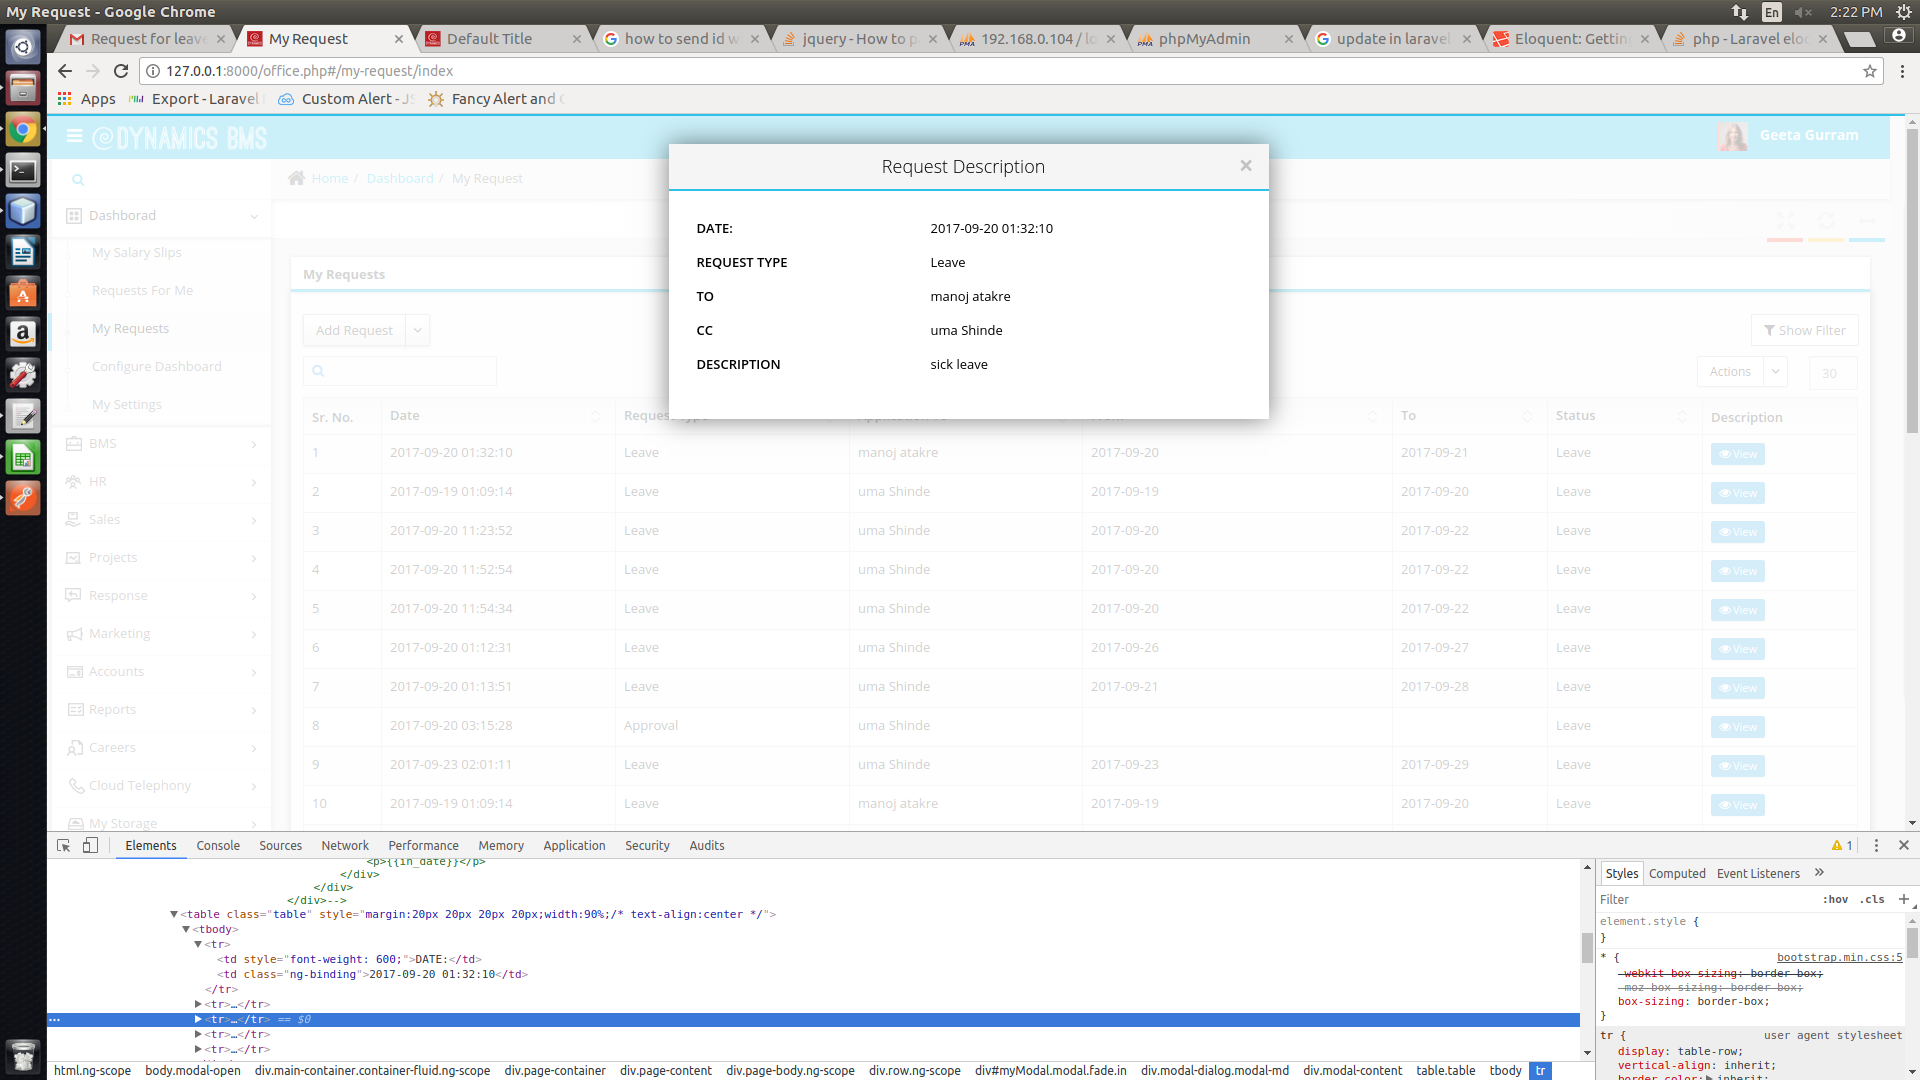 My Request - Google Chrome
En
2:22 PM
Request for leav
My Request
Default Title
how to send id w
jquery - How to p
192.168.0.104 / lo
phpMyAdmin
update in laravel
Eloquent: Gettin
php - Laravel elo
127.0.0.1:8000/office.php#/my-request/index
Apps
Export - Laravel
Custom Alert - JS
Fancy Alert and
DYNAMICS BMS
Geeta Gurram
Home / Dashboard / My Request
Request Description
Dashborad
My Salary Slips
Requests For Me
My Requests
Configure Dashboard
My Settings
BMS
HR
Sales
Projects
Response
Marketing
Accounts
Reports
Careers
Cloud Telephony
My Storage
DATE: 2017-09-20 01:32:10
REQUEST TYPE Leave
TO manoj atakre
CC uma Shinde
DESCRIPTION sick leave
My Requests
Add Request
Show Filter
Actions
30
Sr. No. Date To Status Description
1 2017-09-20 01:32:10 Leave manoj atakre 2017-09-20 2017-09-21 Leave View
2 2017-09-19 01:09:14 Leave uma Shinde 2017-09-19 2017-09-20 Leave View
3 2017-09-20 11:23:52 Leave uma Shinde 2017-09-20 2017-09-22 Leave View
4 2017-09-20 11:52:54 Leave uma Shinde 2017-09-20 2017-09-22 Leave View
5 2017-09-20 11:54:34 Leave uma Shinde 2017-09-20 2017-09-22 Leave View
6 2017-09-20 01:12:31 Leave uma Shinde 2017-09-26 2017-09-27 Leave View
7 2017-09-20 01:13:51 Leave uma Shinde 2017-09-21 2017-09-28 Leave View
8 2017-09-20 03:15:28 Approval uma Shinde Leave View
9 2017-09-23 02:01:11 Leave uma Shinde 2017-09-23 2017-09-29 Leave View
10 2017-09-19 01:09:14 Leave manoj atakre 2017-09-19 2017-09-20 Leave View
Elements Console Sources Network Performance Memory Application Security Audits
1
<p>{{in_date}}</p>
</div>
</div>
</div>-->
<table class="table" style="margin:20px 20px 20px 20px;width:90%;/* text-align:center */">
<tbody>
<tr>
<td style="font-weight: 600;">DATE:</td>
<td class="ng-binding">2017-09-20 01:32:10</td>
</tr>
<tr>…</tr>
<tr>…</tr> == $0
<tr>…</tr>
<tr>…</tr>
html.ng-scope body.modal-open div.main-container.container-fluid.ng-scope div.page-container div.page-content div.page-body.ng-scope div.row.ng-scope div#myModal.modal.fade.in div.modal-dialog.modal-md div.modal-content table.table tbody tr
Styles Computed Event Listeners »
Filter :hov .cls +
element.style {
}
* { bootstrap.min.css:5
-webkit-box-sizing: border-box;
-moz-box-sizing: border-box;
box-sizing: border-box;
}
tr { user agent stylesheet
display: table-row;
vertical-align: inherit;
border-color: inherit;